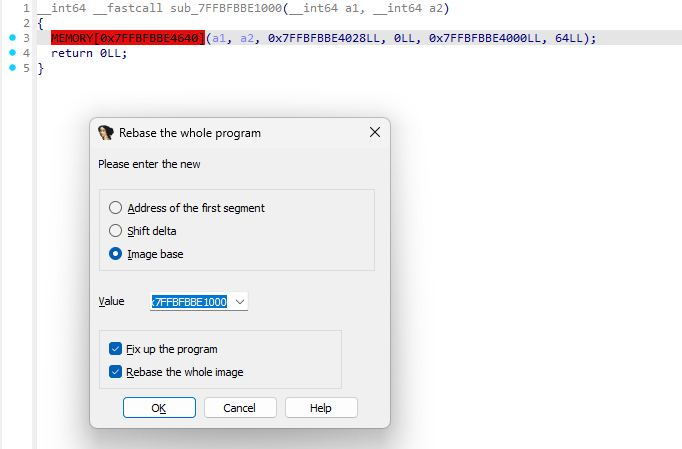 1 __int64 __fastcall sub_7FFBFBBE1000(__int64 a1, __int64 a2)
2 {
3 MEMORY[0x7FFBFBBE4640](a1, a2, 0x7FFBFBBE4028LL, 0LL, 0x7FFBFBBE4000LL, 64LL);
4 return 0LL;
5 }
Rebase the whole program
Please enter the new
Address of the first segment
Shift delta
Image base
Value :7FFBFBBE1000
Fix up the program
Rebase the whole image
OK Cancel Help